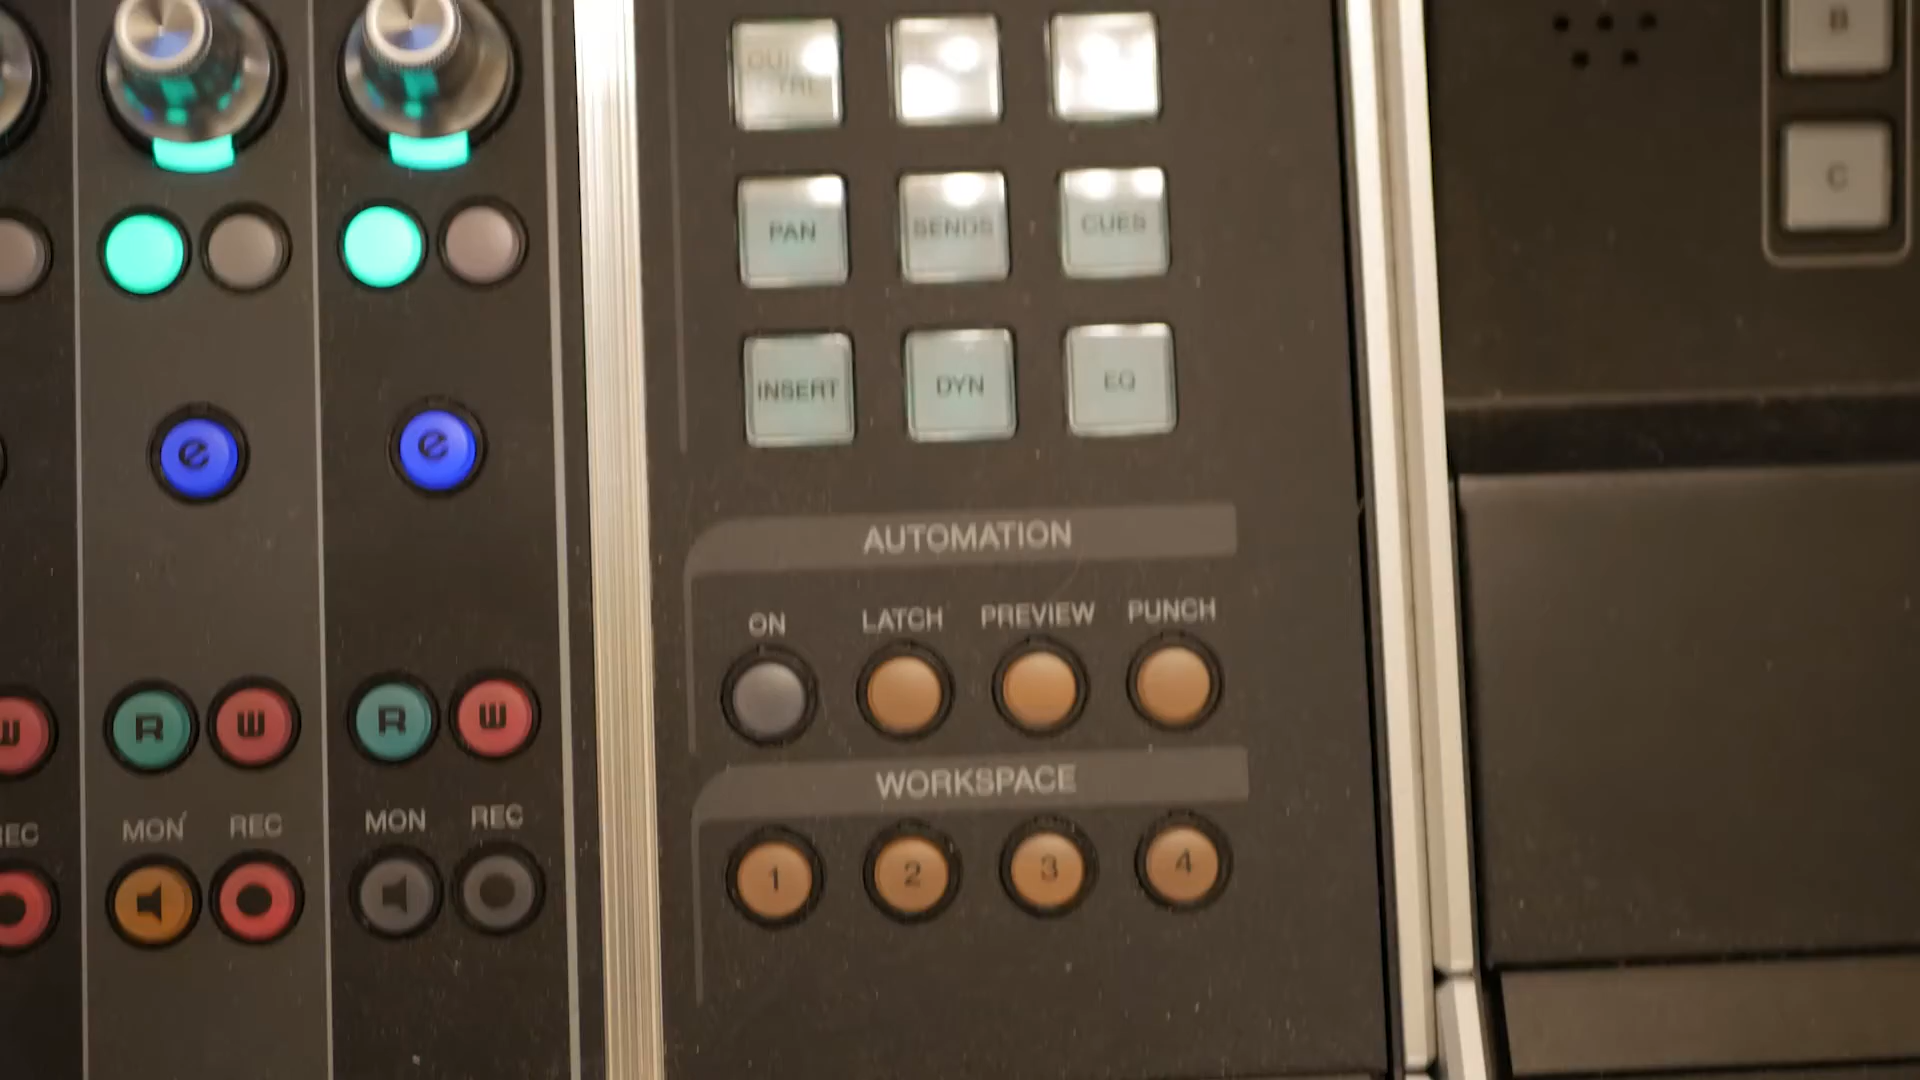 PAN SENDS CUES
INSERT DYN EQ
AUTOMATION
ON LATCH PREVIEW PUNCH
WORKSPACE
1 2 3 4
e e
W R W R W
REC MON REC MON REC
B
C